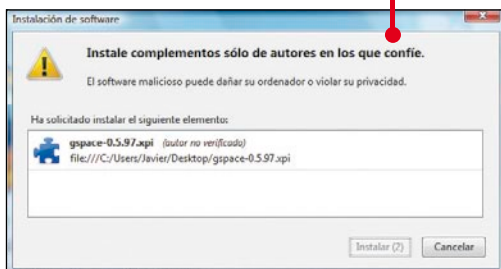 Instalación de software
Instale complementos sólo de autores en los que confíe.
El software malicioso puede dañar su ordenador o violar su privacidad.
Ha solicitado instalar el siguiente elemento:
gspace-0.5.97.xpi (autor no verificado)
file:///C:/Users/Javier/Desktop/gspace-0.5.97.xpi
Instalar (2) Cancelar